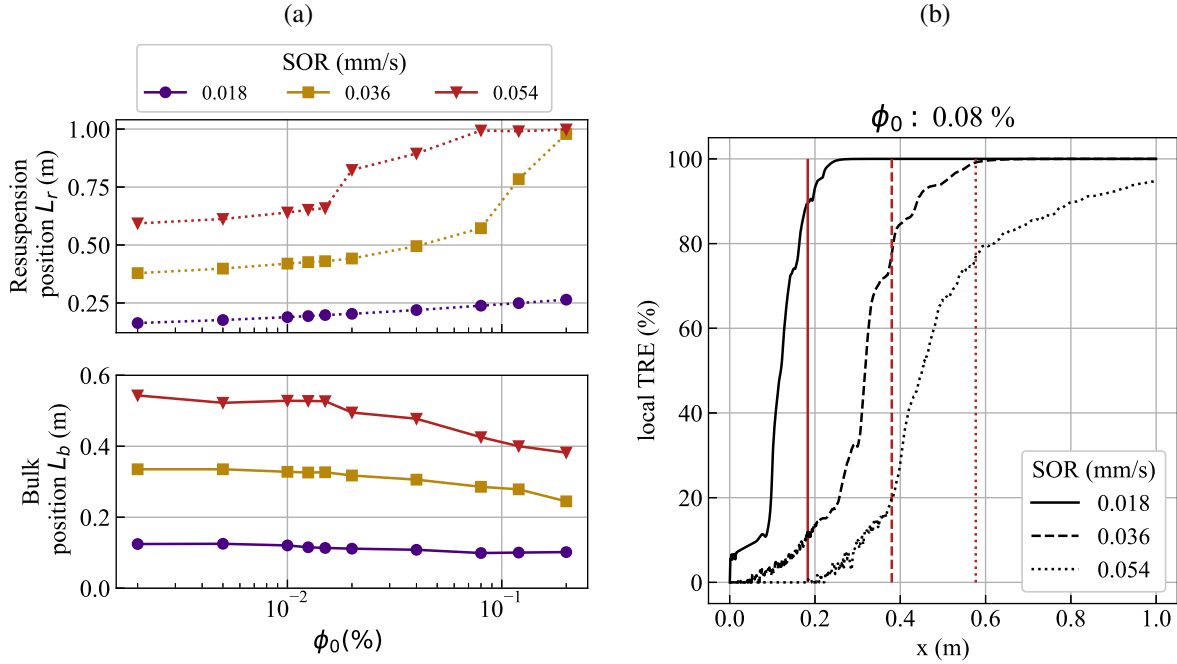 (a)
SOR (mm/s)
0.018 0.036 0.054
1.00
0.75
0.50
0.25
Resuspension
position L_r (m)
0.6
0.4
0.2
0.0
Bulk
position L_b (m)
10⁻² 10⁻¹
ϕ₀(%)
(b)
ϕ₀ : 0.08 %
100
80
60
40
20
0
local TRE (%)
SOR (mm/s)
0.018
0.036
0.054
0.0 0.2 0.4 0.6 0.8 1.0
x (m)